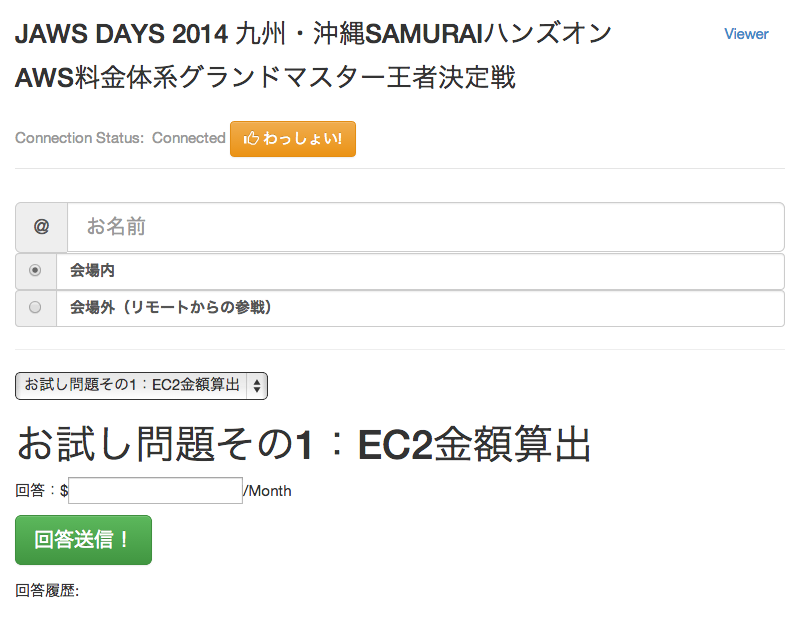 JAWS DAYS 2014 九州・沖縄SAMURAIハンズオン
Viewer
AWS料金体系グランドマスター王者決定戦
Connection Status: Connected わっしょい!
@ お名前
会場内
会場外（リモートからの参戦）
お試し問題その1：EC2金額算出
お試し問題その1：EC2金額算出
回答：$ /Month
回答送信！
回答履歴: